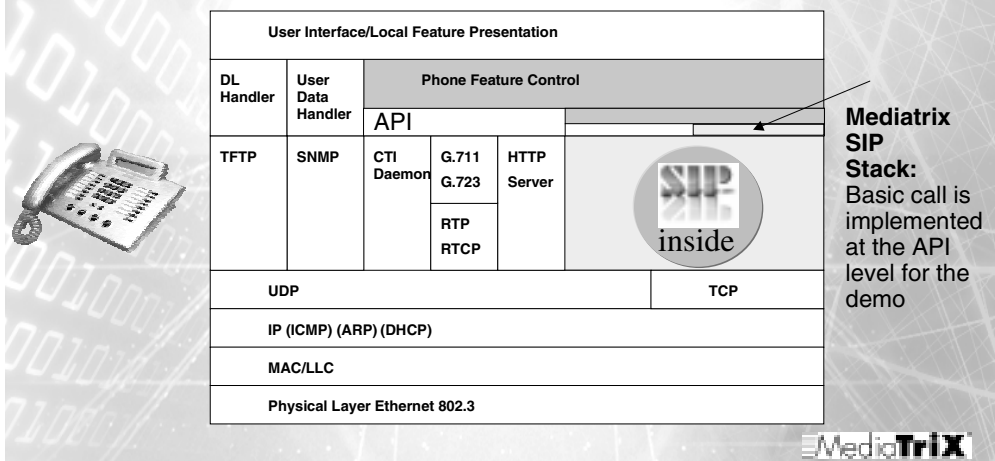 User Interface/Local Feature Presentation
DL
Handler
User
Data
Handler
Phone Feature Control
API
TFTP
SNMP
CTI
Daemon
G.711
G.723
RTP
RTCP
HTTP
Server
SIP
inside
UDP
TCP
IP (ICMP) (ARP) (DHCP)
MAC/LLC
Physical Layer Ethernet 802.3
Mediatrix
SIP
Stack:
Basic call is
implemented
at the API
level for the
demo
MediaTriX